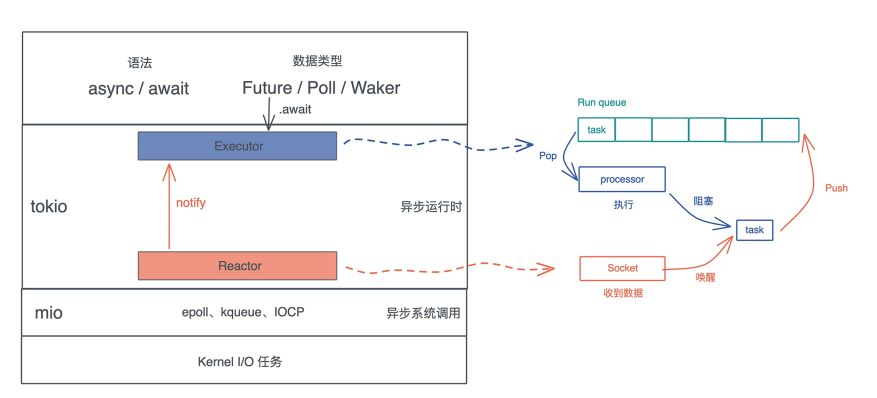 语法
async / await
数据类型
Future / Poll / Waker
.await
Executor
notify
tokio
异步运行时
Reactor
mio
epoll、kqueue、IOCP
异步系统调用
Kernel I/O 任务
Run queue
task
Pop
processor
执行
阻塞
task
Push
Socket
收到数据
唤醒